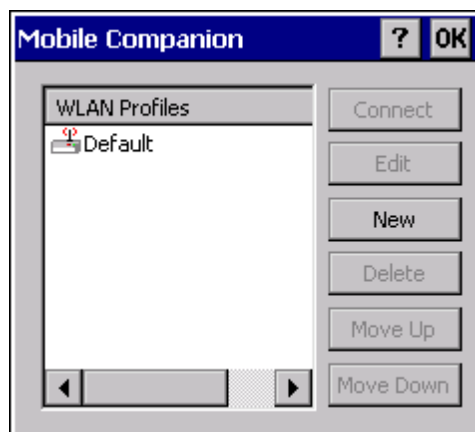 Mobile Companion ? OK
WLAN Profiles
Default
Connect
Edit
New
Delete
Move Up
Move Down